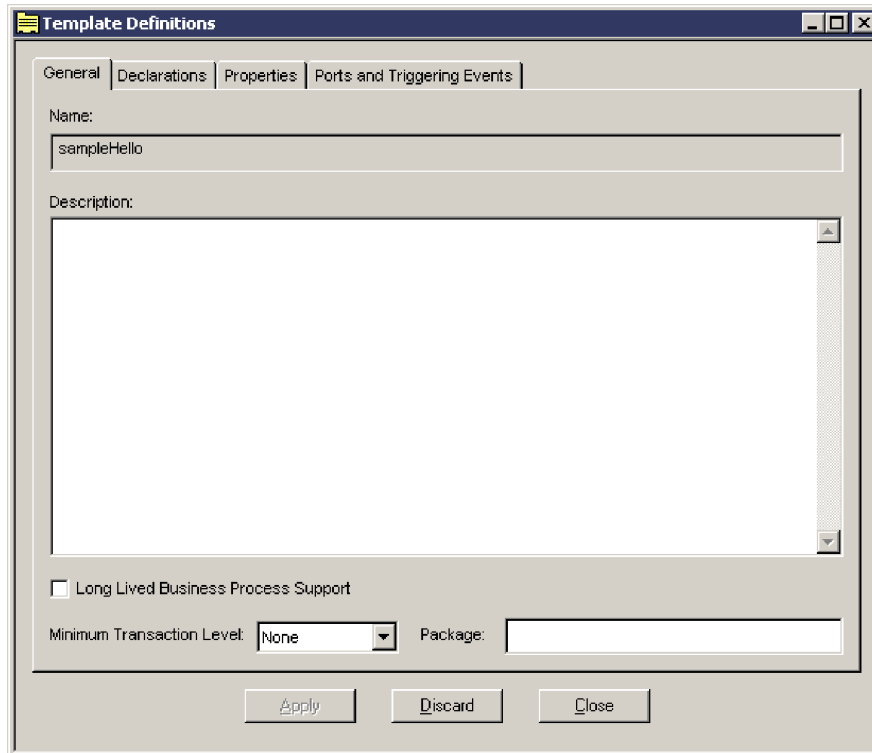 Template Definitions
General Declarations Properties Ports and Triggering Events
Name:
sampleHello
Description:
Long Lived Business Process Support
Minimum Transaction Level: None Package:
Apply Discard Close